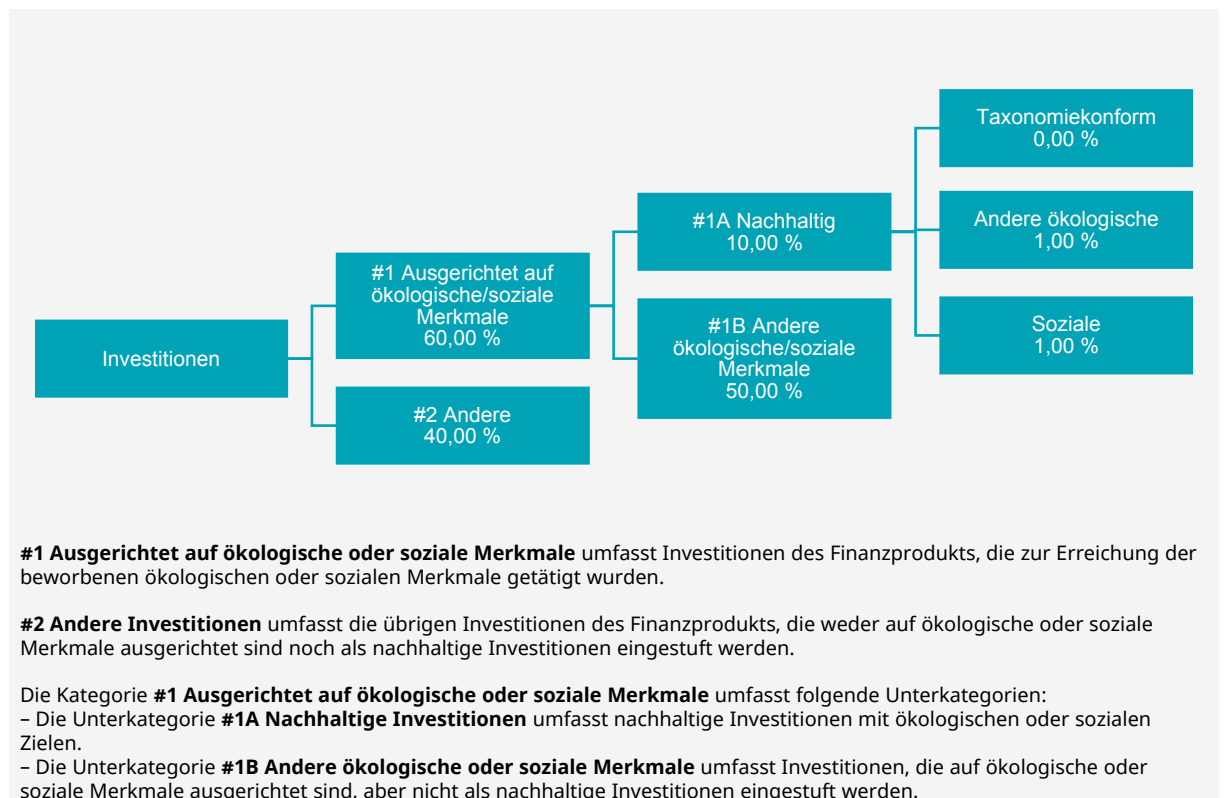 Taxonomiekonform
0,00 %
#1A Nachhaltig
10,00 %
Andere ökologische
1,00 %
#1 Ausgerichtet auf
ökologische/soziale
Merkmale
60,00 %
Investitionen
#1B Andere
ökologische/soziale
Merkmale
50,00 %
Soziale
1,00 %
#2 Andere
40,00 %
#1 Ausgerichtet auf ökologische oder soziale Merkmale umfasst Investitionen des Finanzprodukts, die zur Erreichung der
beworbenen ökologischen oder sozialen Merkmale getätigt wurden.
#2 Andere Investitionen umfasst die übrigen Investitionen des Finanzprodukts, die weder auf ökologische oder soziale
Merkmale ausgerichtet sind noch als nachhaltige Investitionen eingestuft werden.
Die Kategorie #1 Ausgerichtet auf ökologische oder soziale Merkmale umfasst folgende Unterkategorien:
– Die Unterkategorie #1A Nachhaltige Investitionen umfasst nachhaltige Investitionen mit ökologischen oder sozialen
Zielen.
– Die Unterkategorie #1B Andere ökologische oder soziale Merkmale umfasst Investitionen, die auf ökologische oder
soziale Merkmale ausgerichtet sind, aber nicht als nachhaltige Investitionen eingestuft werden.